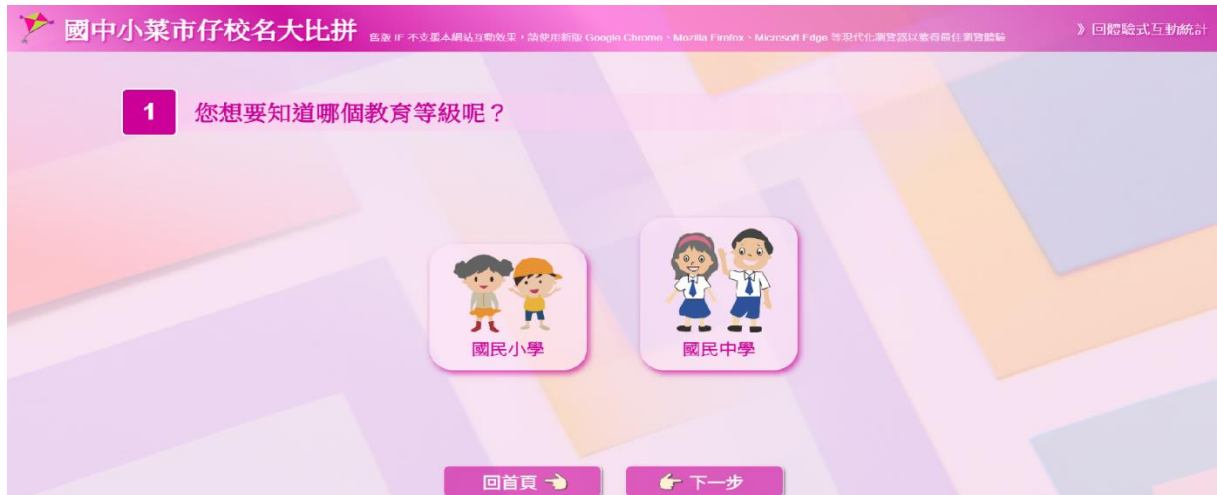 國中小菜市仔校名大比拼
舊版 IE 不支基本網站互動效果，請使用新版 Google Chrome、Mozilla Firefox、Microsoft Edge 等現代化瀏覽器以獲得最佳瀏覽體驗
》回體驗式互動統計
1 您想要知道哪個教育等級呢？
國民小學
國民中學
回首頁
下一步